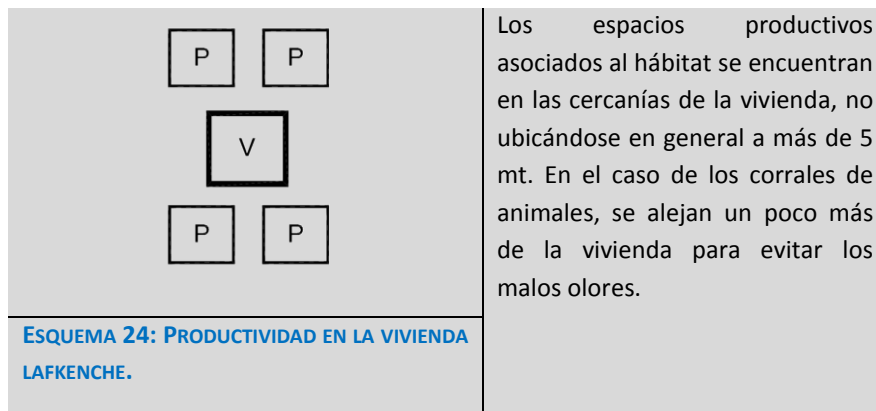 P P
V
P P
ESQUEMA 24: PRODUCTIVIDAD EN LA VIVIENDA
LAFKENCHE.
Los espacios productivos
asociados al hábitat se encuentran
en las cercanías de la vivienda, no
ubicándose en general a más de 5
mt. En el caso de los corrales de
animales, se alejan un poco más
de la vivienda para evitar los
malos olores.